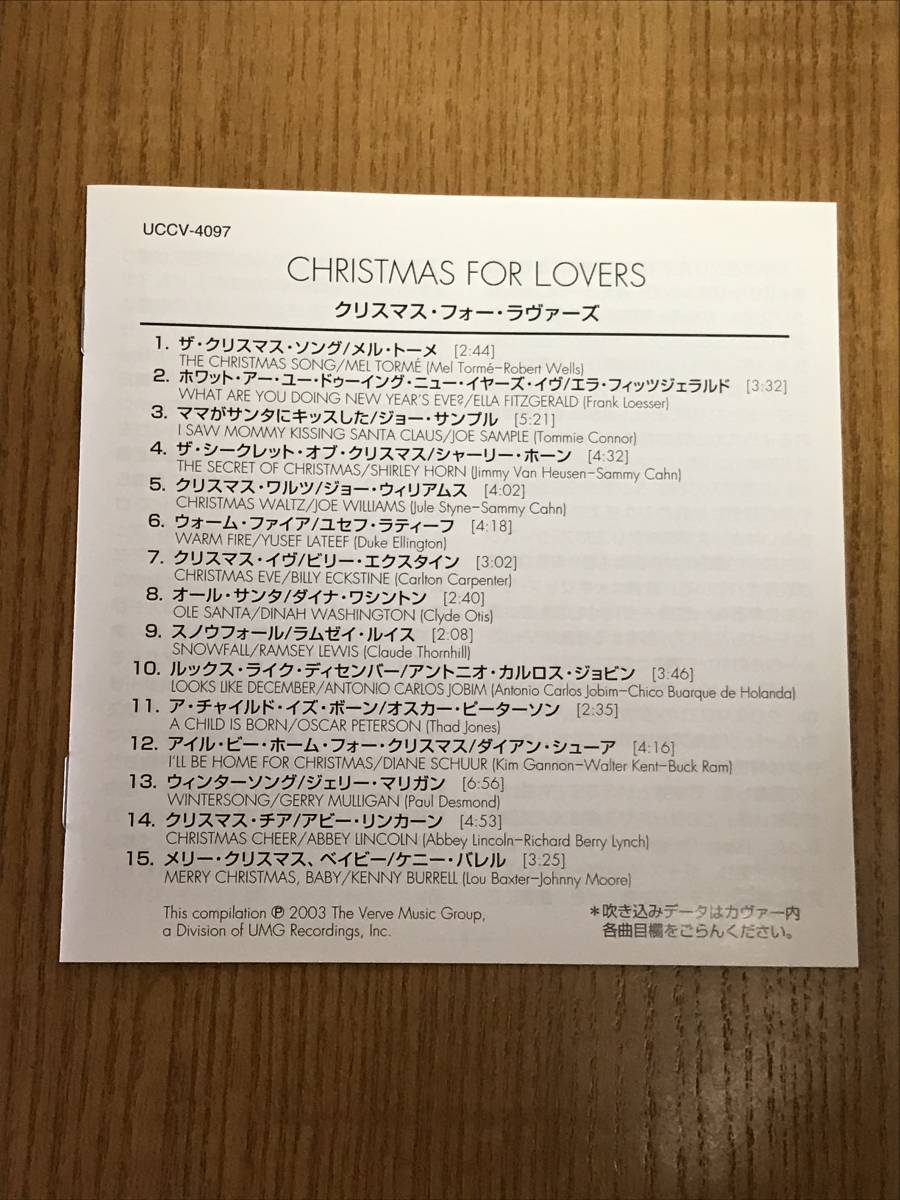 UCCV-4097
CHRISTMAS FOR LOVERS
クリスマス・フォー・ラヴァーズ
1. ザ・クリスマス・ソング/メル・トーメ [2:44]
THE CHRISTMAS SONG/MEL TORMÉ (Mel Tormé–Robert Wells)
2. ホワット・アー・ユー・ドゥーイング・ニュー・イヤーズ・イヴ/エラ・フィッツジェラルド [3:32]
WHAT ARE YOU DOING NEW YEAR'S EVE?/ELLA FITZGERALD (Frank Loesser)
3. ママがサンタにキッスした/ジョー・サンプル [5:21]
I SAW MOMMY KISSING SANTA CLAUS/JOE SAMPLE (Tommie Connor)
4. ザ・シークレット・オブ・クリスマス/シャーリー・ホーン [4:32]
THE SECRET OF CHRISTMAS/SHIRLEY HORN (Jimmy Van Heusen–Sammy Cahn)
5. クリスマス・ワルツ/ジョー・ウィリアムス [4:02]
CHRISTMAS WALTZ/JOE WILLIAMS (Jule Styne–Sammy Cahn)
6. ウォーム・ファイア/ユセフ・ラティーフ [4:18]
WARM FIRE/YUSEF LATEEF (Duke Ellington)
7. クリスマス・イヴ/ビリー・エクスタイン [3:02]
CHRISTMAS EVE/BILLY ECKSTINE (Carlton Carpenter)
8. オール・サンタ/ダイナ・ワシントン [2:40]
OLE SANTA/DINAH WASHINGTON (Clyde Otis)
9. スノウフォール/ラムゼイ・ルイス [2:08]
SNOWFALL/RAMSEY LEWIS (Claude Thornhill)
10. ルックス・ライク・ディセンバー/アントニオ・カルロス・ジョビン [3:46]
LOOKS LIKE DECEMBER/ANTONIO CARLOS JOBIM (Antonio Carlos Jobim–Chico Buarque de Holanda)
11. ア・チャイルド・イズ・ボーン/オスカー・ピーターソン [2:35]
A CHILD IS BORN/OSCAR PETERSON (Thad Jones)
12. アイル・ビー・ホーム・フォー・クリスマス/ダイアン・シューア [4:16]
I'LL BE HOME FOR CHRISTMAS/DIANE SCHUUR (Kim Gannon–Walter Kent–Buck Ram)
13. ウィンターソング/ジェリー・マリガン [6:56]
WINTERSONG/GERRY MULLIGAN (Paul Desmond)
14. クリスマス・チア/アビー・リンカーン [4:53]
CHRISTMAS CHEER/ABBEY LINCOLN (Abbey Lincoln–Richard Berry Lynch)
15. メリー・クリスマス、ベイビー/ケニー・バレル [3:25]
MERRY CHRISTMAS, BABY/KENNY BURRELL (Lou Baxter–Johnny Moore)
This compilation ℗ 2003 The Verve Music Group,
a Division of UMG Recordings, Inc.
*吹き込みデータはカヴァー内
各曲目欄をごらんください。